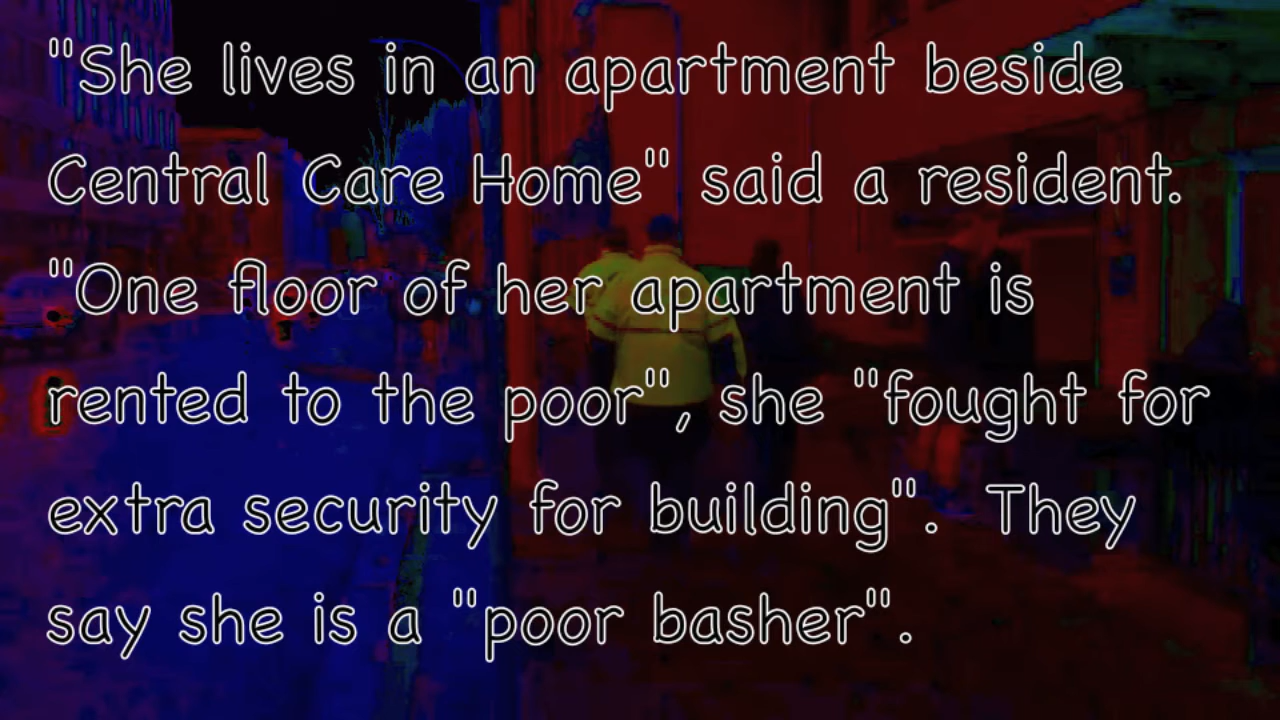 "She lives in an apartment beside
Central Care Home" said a resident.
"One floor of her apartment is
rented to the poor", she "fought for
extra security for building". They
say she is a "poor basher".